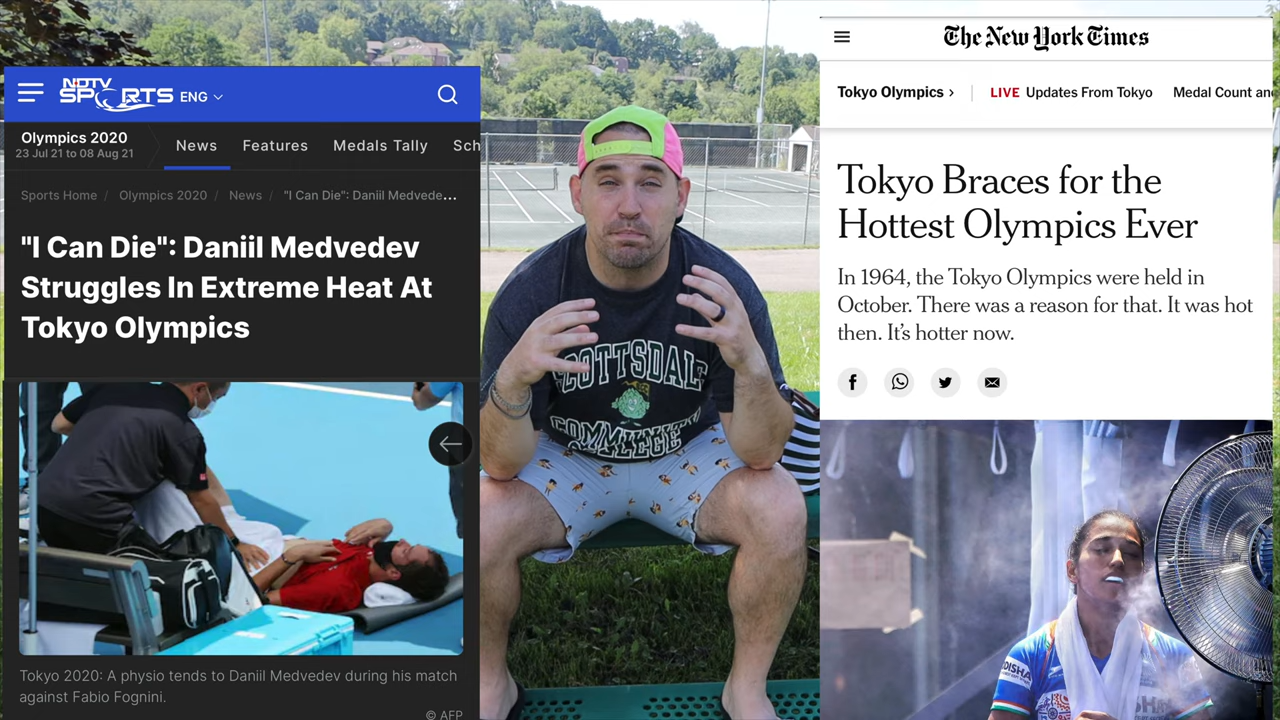 NDTV
SPORTS ENG
Olympics 2020
23 Jul 21 to 08 Aug 21
News Features Medals Tally Sch
Sports Home / Olympics 2020 / News / "I Can Die": Daniil Medvede...
"I Can Die": Daniil Medvedev
Struggles In Extreme Heat At
Tokyo Olympics
Tokyo 2020: A physio tends to Daniil Medvedev during his match
against Fabio Fognini.
© AFP
SCOTTSDALE
COMMUNITY
The New York Times
Tokyo Olympics › | LIVE Updates From Tokyo Medal Count an
Tokyo Braces for the
Hottest Olympics Ever
In 1964, the Tokyo Olympics were held in
October. There was a reason for that. It was hot
then. It's hotter now.
ODISHA